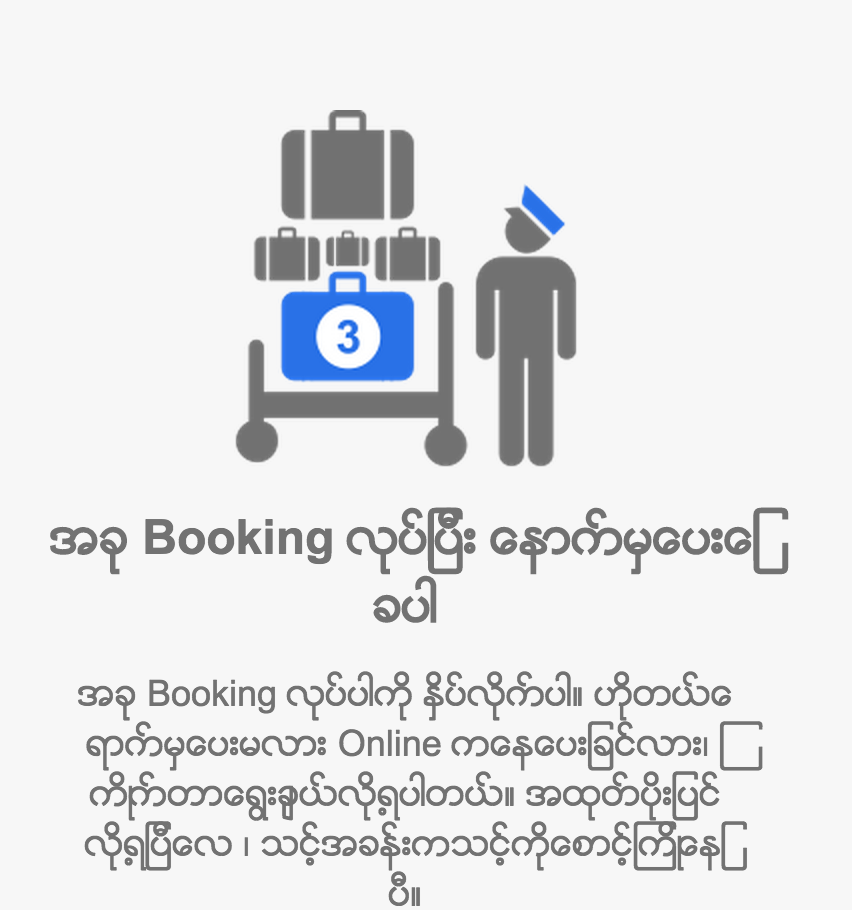 3
အခု Booking လုပ်ပြီး နောက်မှပေးခြေ
ခပါ
အခု Booking လုပ်ပါကို နှိပ်လိုက်ပါ။ ဟိုတယ်ေ
ရာက်မှပေးမလား Online ကနေပေးခြင်လား၊ ြ
ကိုက်တာရွေးချယ်လို့ရပါတယ်။ အထုတ်ပိုးပြင်
လို့ရပြီလေ ၊ သင့်အခန်းကသင့်ကိုစောင့်ကြိုနေြ
ပီ။